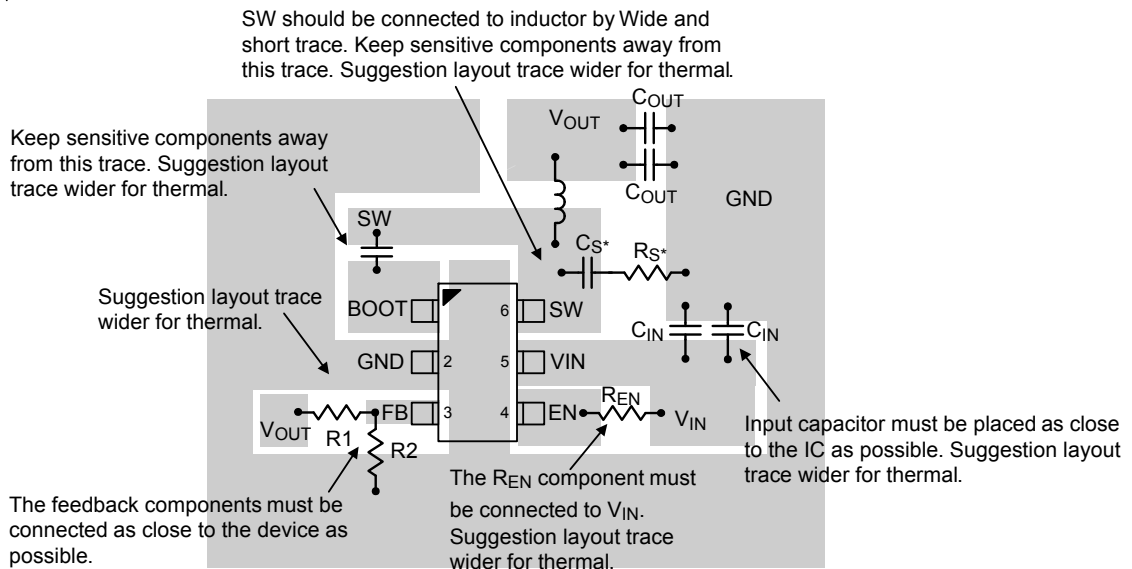 SW should be connected to inductor by Wide and
short trace. Keep sensitive components away from
this trace. Suggestion layout trace wider for thermal.
Keep sensitive components away
from this trace. Suggestion layout
trace wider for thermal.
COUT
VOUT
COUT
GND
SW
CS*
RS*
Suggestion layout trace
wider for thermal.
BOOT
6
SW
CIN
CIN
GND
2
5
VIN
REN
FB
3
4
EN
VIN
VOUT
R1
R2
Input capacitor must be placed as close
to the IC as possible. Suggestion layout
trace wider for thermal.
The feedback components must be
connected as close to the device as
possible.
The REN component must
be connected to VIN.
Suggestion layout trace
wider for thermal.